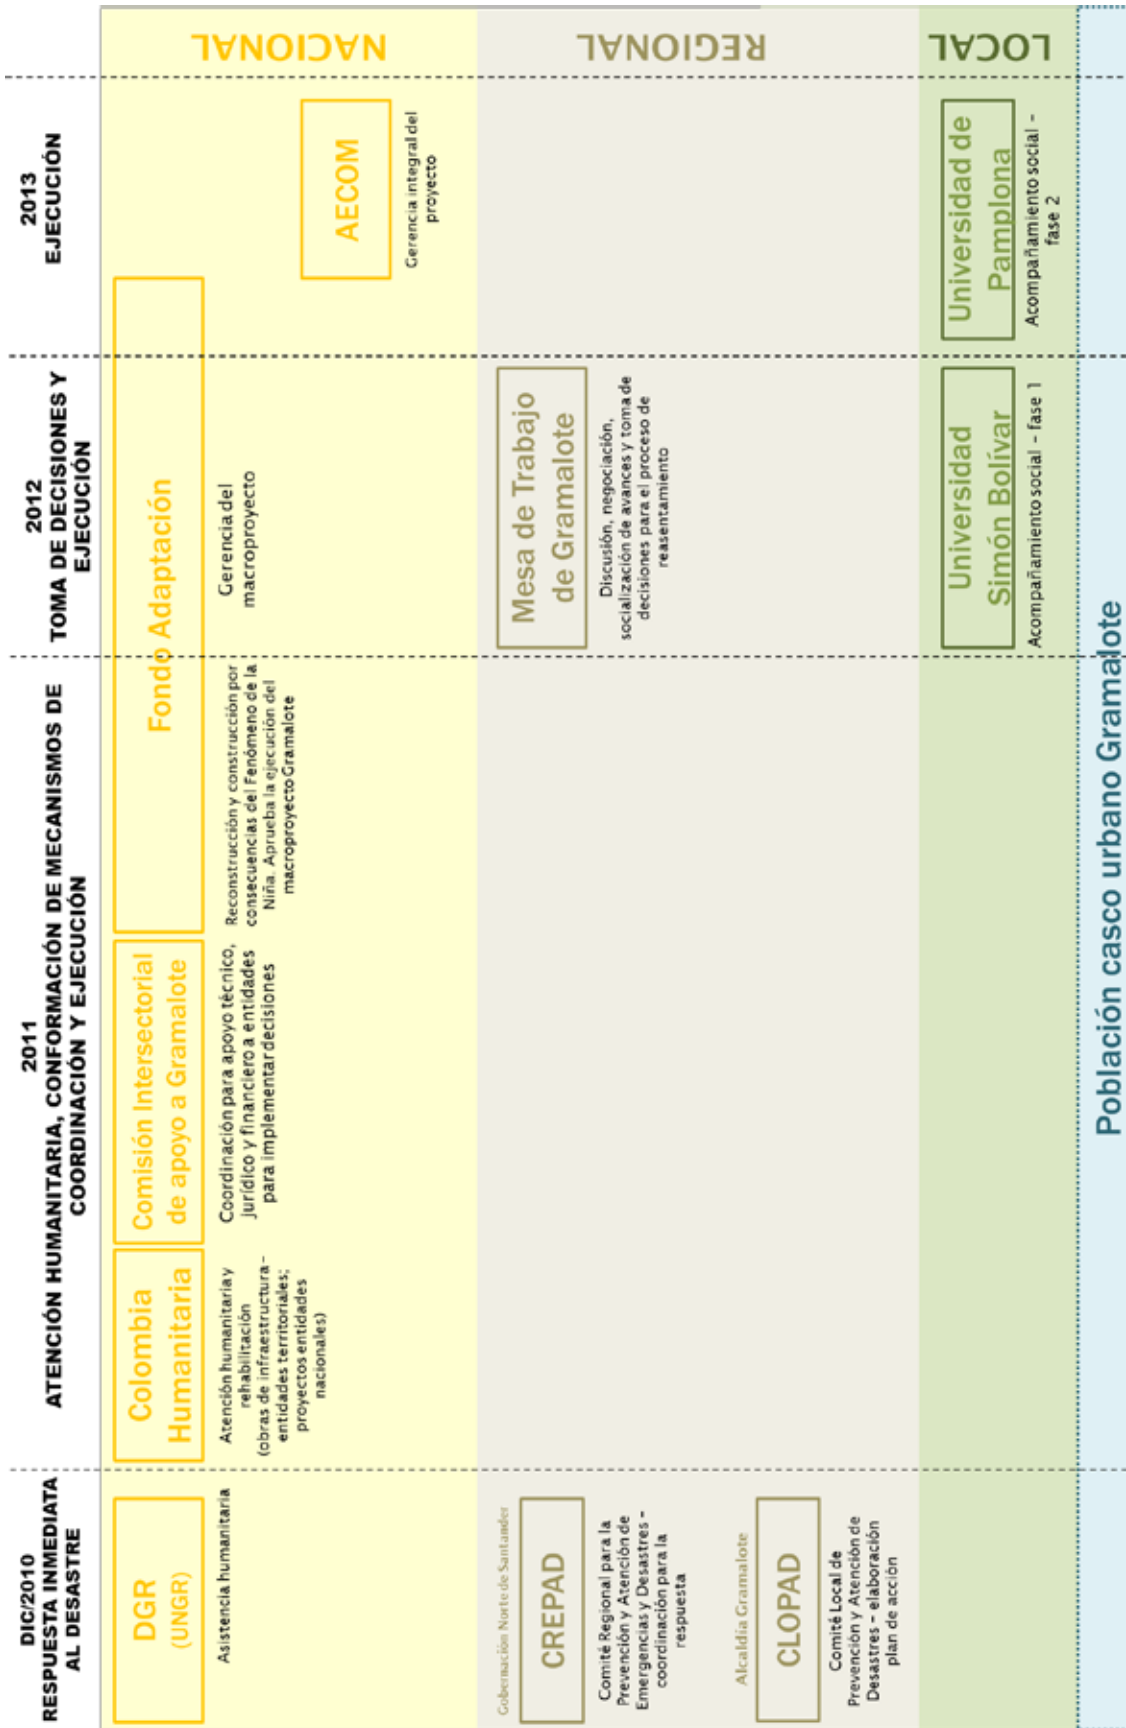 DIC/2010
RESPUESTA INMEDIATA
AL DESASTRE
2011
ATENCIÓN HUMANITARIA, CONFORMACIÓN DE MECANISMOS DE
COORDINACIÓN Y EJECUCIÓN
2012
TOMA DE DECISIONES Y
EJECUCIÓN
2013
EJECUCIÓN
NACIONAL
DGR
(UNGR)
Asistencia humanitaria
Colombia
Humanitaria
Atención humanitaria y
rehabilitación
(obras de infraestructura–
entidades territoriales;
proyectos entidades
nacionales)
Comisión Intersectorial
de apoyo a Gramalote
Coordinación para apoyo técnico,
jurídico y financiero a entidades
para implementar decisiones
Fondo Adaptación
Reconstrucción y construcción por
consecuencias del Fenómeno de la
Niña. Aprueba la ejecución del
macroproyecto Gramalote
Gerencia del
macroproyecto
AECOM
Gerencia integral del
proyecto
REGIONAL
Gobernación Norte de Santander
CREPAD
Comité Regional para la
Prevención y Atención de
Emergencias y Desastres –
coordinación para la
respuesta
Alcaldía Gramalote
CLOPAD
Comité Local de
Prevención y Atención de
Desastres – elaboración
plan de acción
Mesa de Trabajo
de Gramalote
Discusión, negociación,
socialización de avances y toma de
decisiones para el proceso de
reasentamiento
LOCAL
Universidad
Simón Bolívar
Acompañamiento social – fase 1
Universidad de
Pamplona
Acompañamiento social –
fase 2
Población casco urbano Gramalote